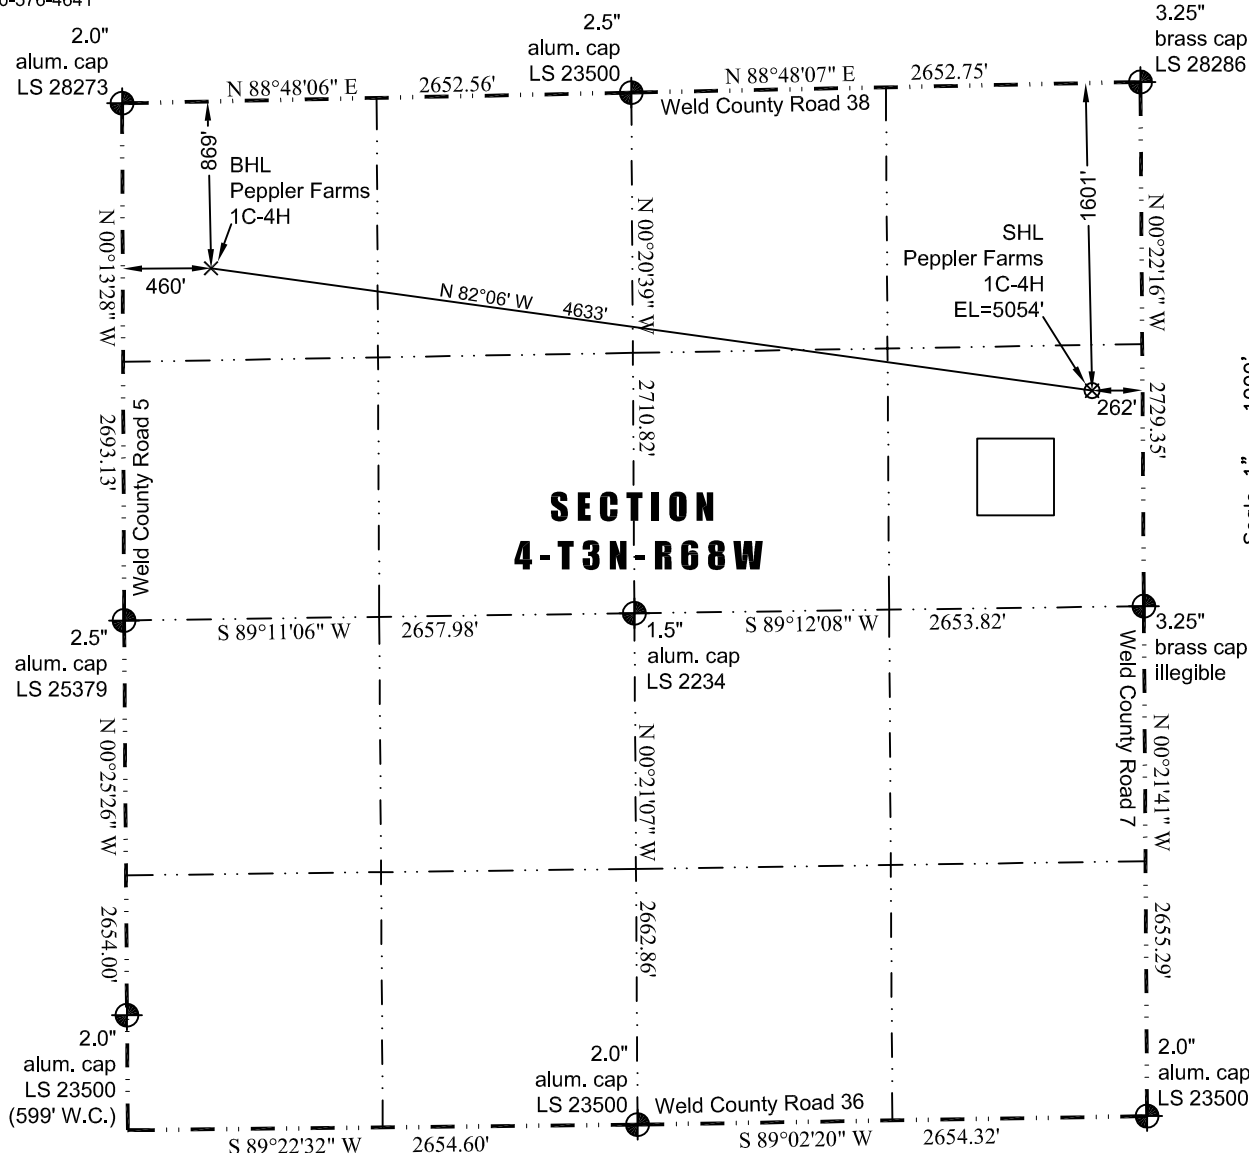 2.0"
alum. cap
LS 28273
N 88°48'06" E
2652.56'
2.5"
alum. cap
LS 23500
N 88°48'07" E
2652.75'
Weld County Road 38
3.25"
brass cap
LS 28286
869'
BHL
Peppler Farms
1C-4H
460'
N 00°13'28" W
N 82°06' W
4633'
N 00°20'39" W
SHL
Peppler Farms
1C-4H
EL=5054'
1601'
262'
N 00°22'16" W
2693.13'
Weld County Road 5
2710.82'
2729.35'
SECTION
4-T3N-R68W
2.5"
alum. cap
LS 25379
S 89°11'06" W
2657.98'
1.5"
alum. cap
LS 2234
S 89°12'08" W
2653.82'
3.25"
brass cap
illegible
Weld County Road 7
N 00°25'26" W
N 00°21'07" W
N 00°21'41" W
2654.00'
2662.86'
2655.29'
2.0"
alum. cap
LS 23500
(599' W.C.)
2.0"
alum. cap
LS 23500
Weld County Road 36
2.0"
alum. cap
LS 23500
S 89°22'32" W
2654.60'
S 89°02'20" W
2654.32'